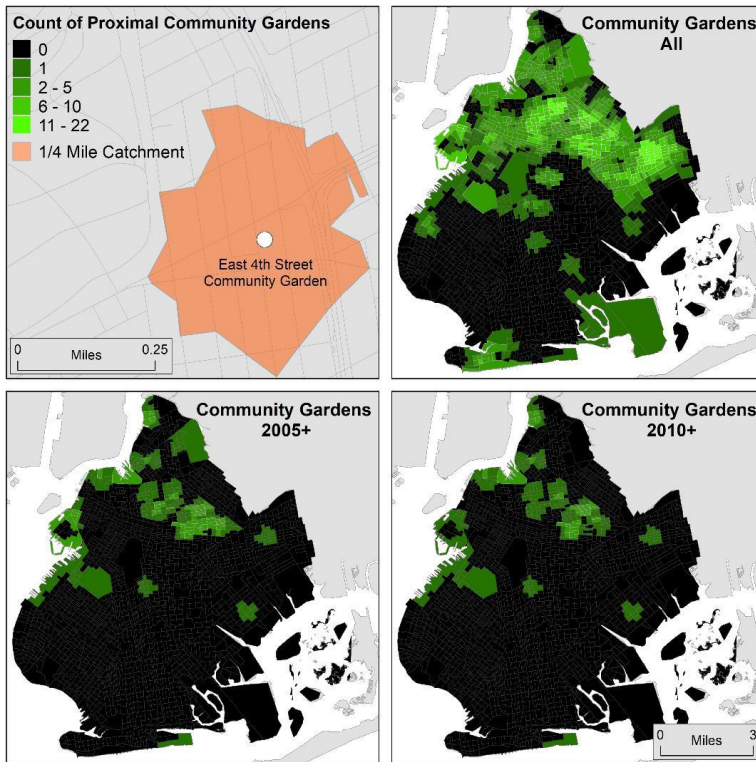 Count of Proximal Community Gardens
0
1
2 - 5
6 - 10
11 - 22
1/4 Mile Catchment
East 4th Street
Community Garden
0 0.25
Miles
Community Gardens
All
Community Gardens
2005+
Community Gardens
2010+
0 3
Miles